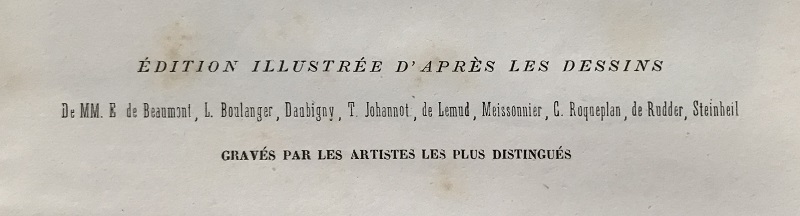 ÉDITION ILLUSTRÉE D'APRÈS LES DESSINS
De MM. E de Beaumont, L. Boulanger, Daubigny, T. Johannot, de Lemud, Meissonnier, C. Roqueplan, de Rudder, Steinheil
GRAVÉS PAR LES ARTISTES LES PLUS DISTINGUÉS